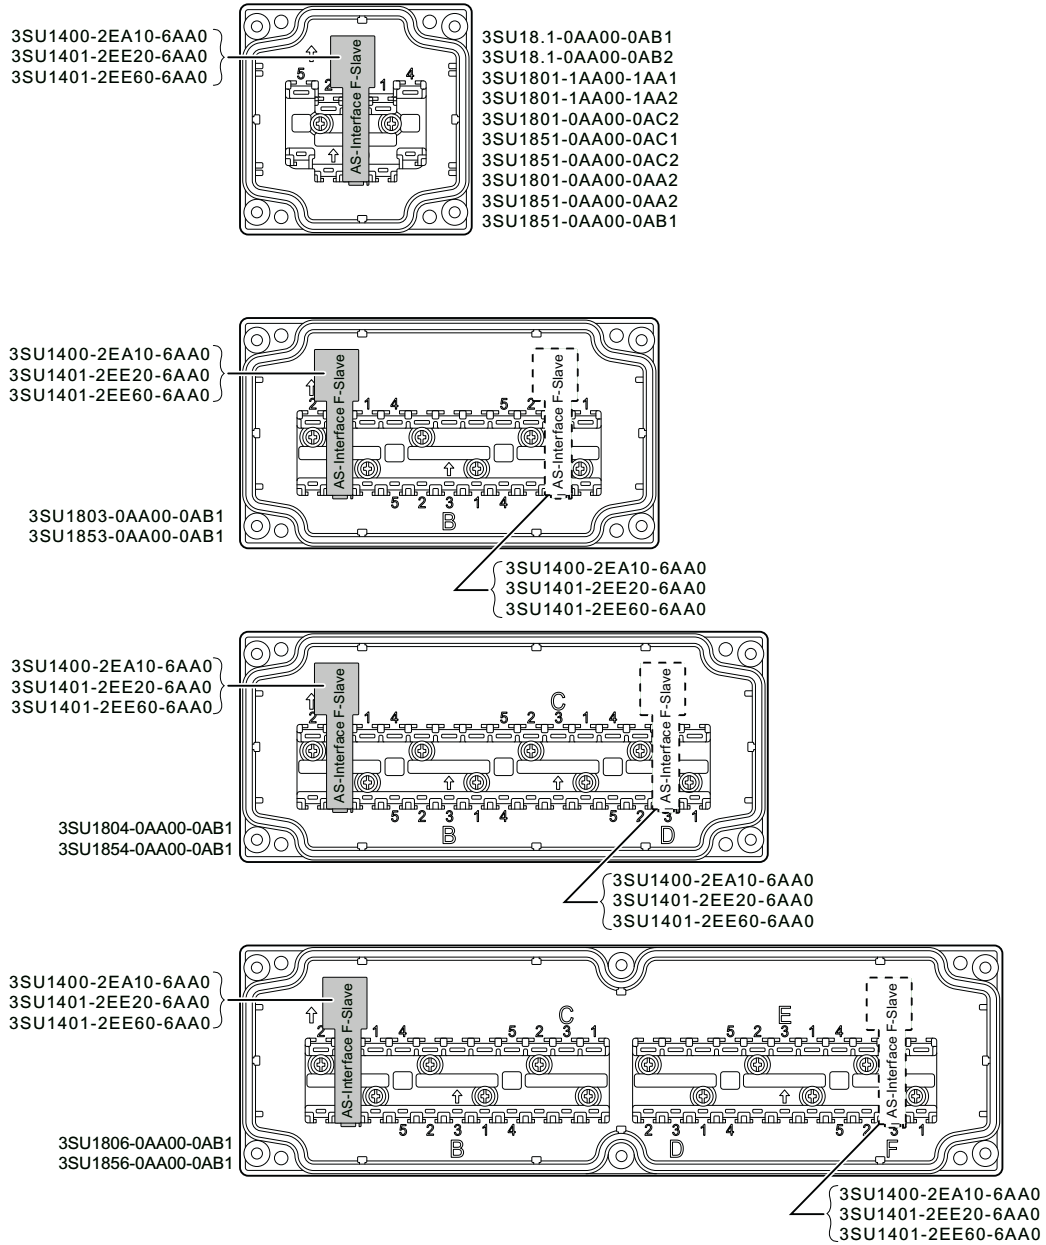 3SU1400-2EA10-6AA0
3SU1401-2EE20-6AA0
3SU1401-2EE60-6AA0
5 2 1 4
AS-Interface F-Slave
3SU18.1-0AA00-0AB1
3SU18.1-0AA00-0AB2
3SU1801-1AA00-1AA1
3SU1801-1AA00-1AA2
3SU1801-0AA00-0AC2
3SU1851-0AA00-0AC1
3SU1851-0AA00-0AC2
3SU1801-0AA00-0AA2
3SU1851-0AA00-0AA2
3SU1851-0AA00-0AB1
3SU1400-2EA10-6AA0
3SU1401-2EE20-6AA0
3SU1401-2EE60-6AA0
2 1 4 5 2 1
AS-Interface F-Slave
AS-Interface F-Slave
5 2 3 1 4
B
3SU1803-0AA00-0AB1
3SU1853-0AA00-0AB1
3SU1400-2EA10-6AA0
3SU1401-2EE20-6AA0
3SU1401-2EE60-6AA0
3SU1400-2EA10-6AA0
3SU1401-2EE20-6AA0
3SU1401-2EE60-6AA0
C
2 1 4 5 2 3 1 4
AS-Interface F-Slave
AS-Interface F-Slave
5 2 3 1 4 5 2 3 1
B D
3SU1804-0AA00-0AB1
3SU1854-0AA00-0AB1
3SU1400-2EA10-6AA0
3SU1401-2EE20-6AA0
3SU1401-2EE60-6AA0
3SU1400-2EA10-6AA0
3SU1401-2EE20-6AA0
3SU1401-2EE60-6AA0
C E
2 1 4 5 2 3 1 5 2 3 1 4
AS-Interface F-Slave
AS-Interface F-Slave
5 2 3 1 4 2 3 1 4 5 2 3 1
B D F
3SU1806-0AA00-0AB1
3SU1856-0AA00-0AB1
3SU1400-2EA10-6AA0
3SU1401-2EE20-6AA0
3SU1401-2EE60-6AA0